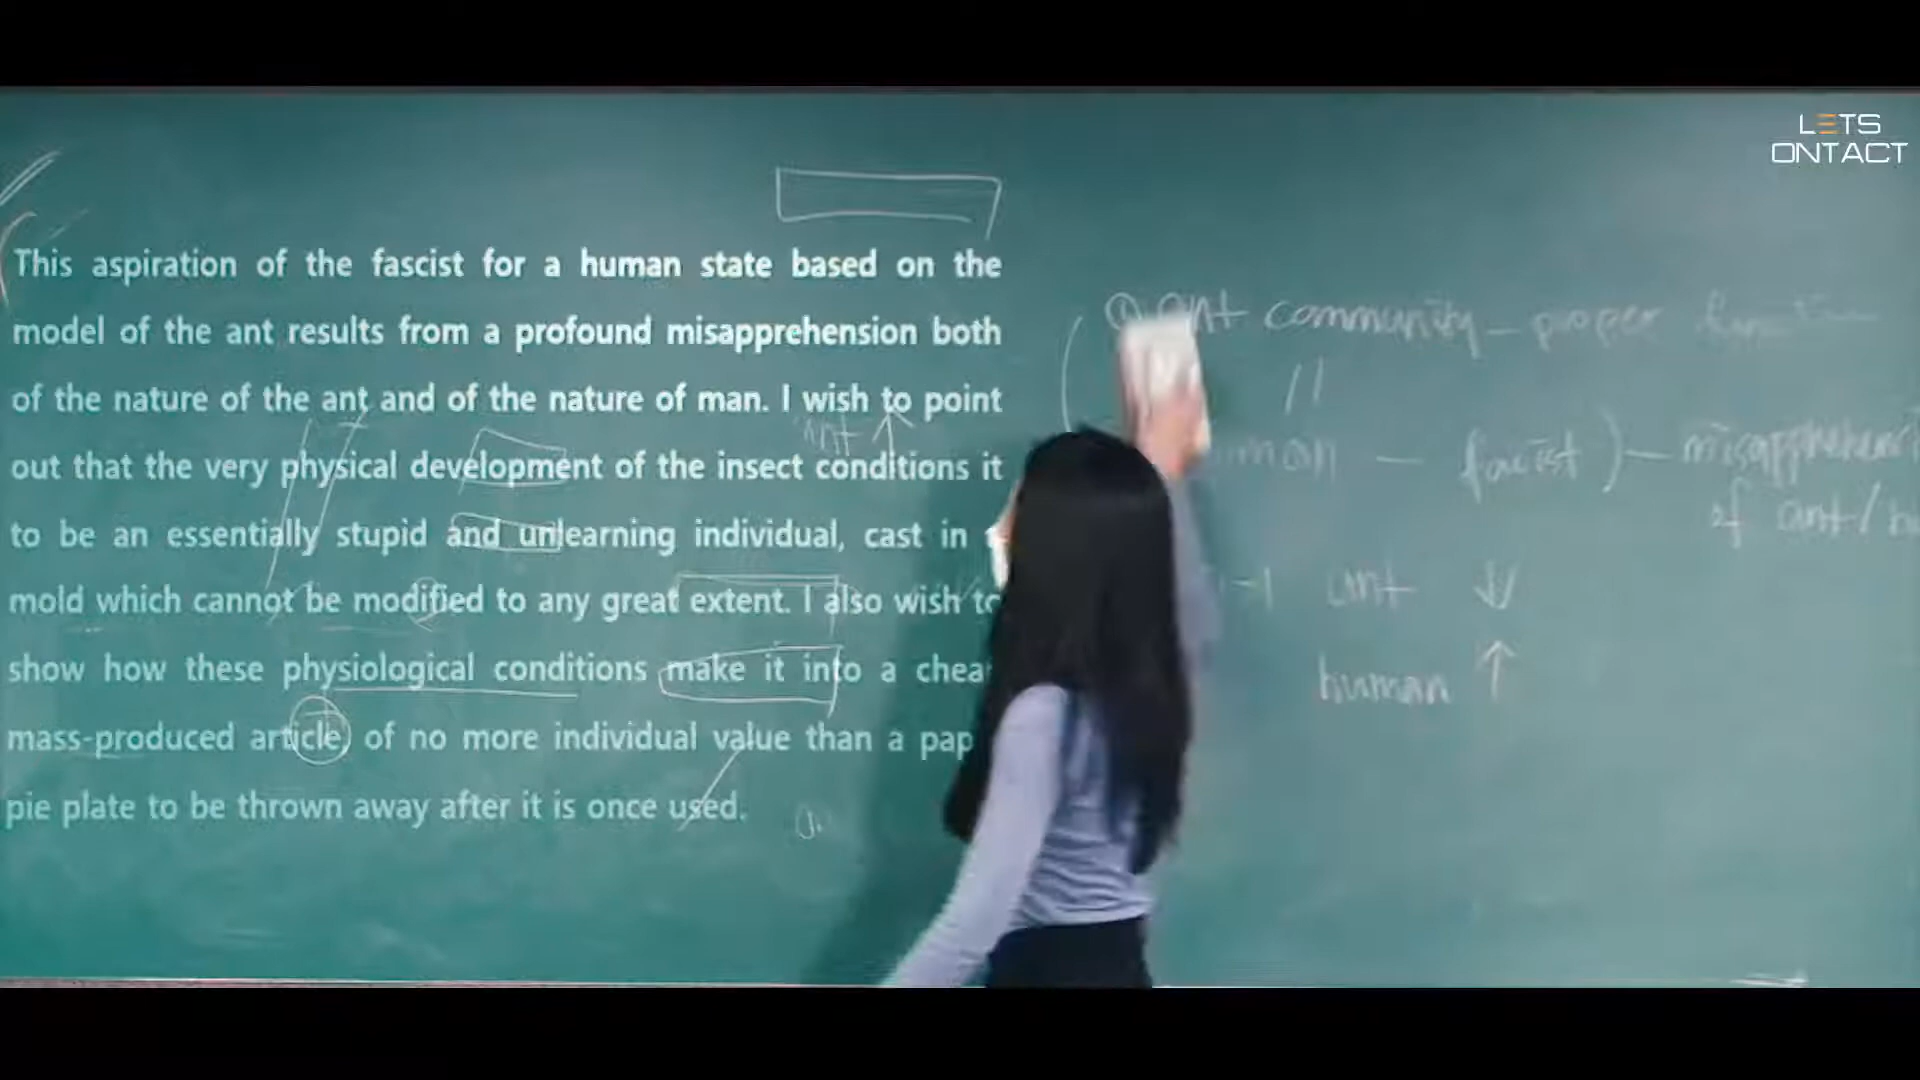 LETS
ONTACT
This aspiration of the fascist for a human state based on the
model of the ant results from a profound misapprehension both
of the nature of the ant and of the nature of man. I wish to point
out that the very physical development of the insect conditions it
to be an essentially stupid and unlearning individual, cast in
mold which cannot be modified to any great extent. I also wish to
show how these physiological conditions make it into a chea
mass-produced article, of no more individual value than a pap
pie plate to be thrown away after it is once used.
ant
① ant community - proper
human - facist) - misapprehensi
of ant/hu
ant ↓
human ↑